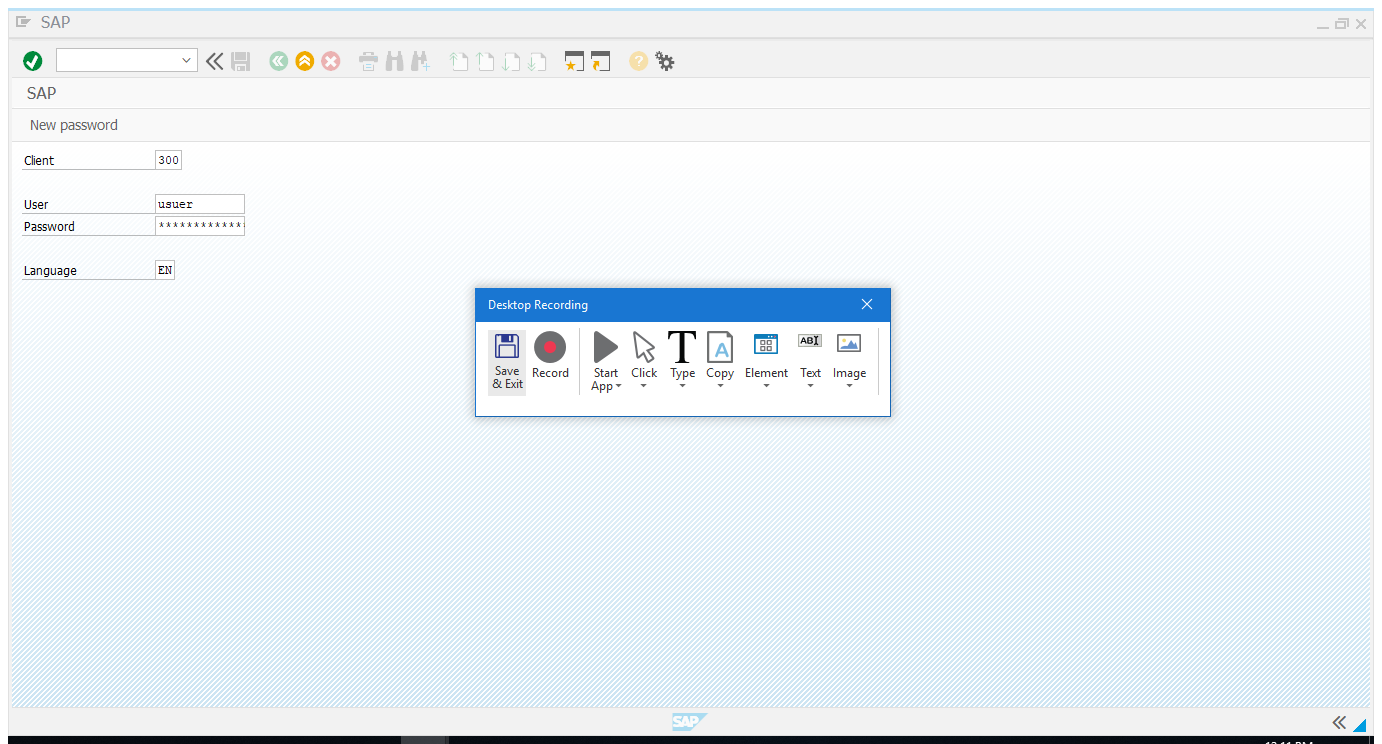 SAP
SAP
New password
Client 300
User usuer
Password ************
Language EN
Desktop Recording
Save & Exit
Record
Start App
Click
Type
Copy
Element
ABI
Text
Image
SAP